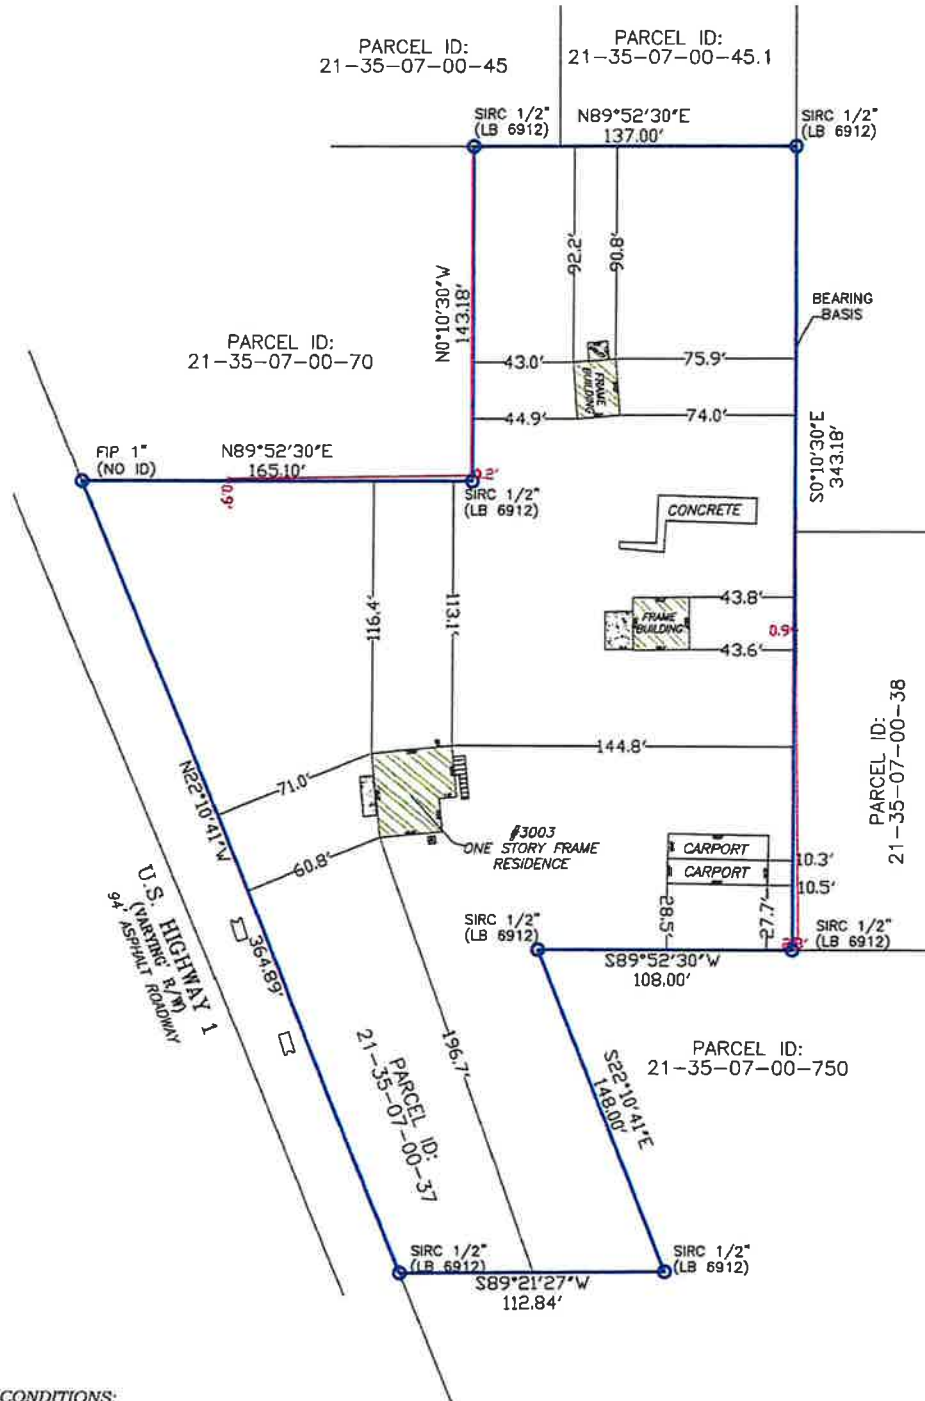 PARCEL ID:
21-35-07-00-45
PARCEL ID:
21-35-07-00-45.1
SIRC 1/2"
(LB 6912)
N89°52'30"E
137.00'
SIRC 1/2"
(LB 6912)
92.2'
90.8'
N0°10'30"W
143.18'
BEARING
BASIS
PARCEL ID:
21-35-07-00-70
43.0'
75.9'
FRAME
BUILDING
44.9'
74.0'
S0°10'30"E
343.18'
FIP 1"
(NO ID)
N89°52'30"E
165.10'
0.2'
0.6'
SIRC 1/2"
(LB 6912)
CONCRETE
116.4'
113.1'
43.8'
FRAME
BUILDING
0.9'
43.6'
PARCEL ID:
21-35-07-00-38
144.8'
71.0'
N22°10'41"W
364.89'
#3003
ONE STORY FRAME
RESIDENCE
CARPORT
10.3'
CARPORT
10.5'
60.8'
28.5'
27.7'
U.S. HIGHWAY 1
(VARYING' R/W)
94' ASPHALT ROADWAY
SIRC 1/2"
(LB 6912)
SIRC 1/2"
(LB 6912)
S89°52'30"W
108.00'
196.7'
PARCEL ID:
21-35-07-00-37
S22°10'41"E
148.00'
PARCEL ID:
21-35-07-00-750
SIRC 1/2"
(LB 6912)
SIRC 1/2"
(LB 6912)
S89°21'27"W
112.84'
CONDITIONS: